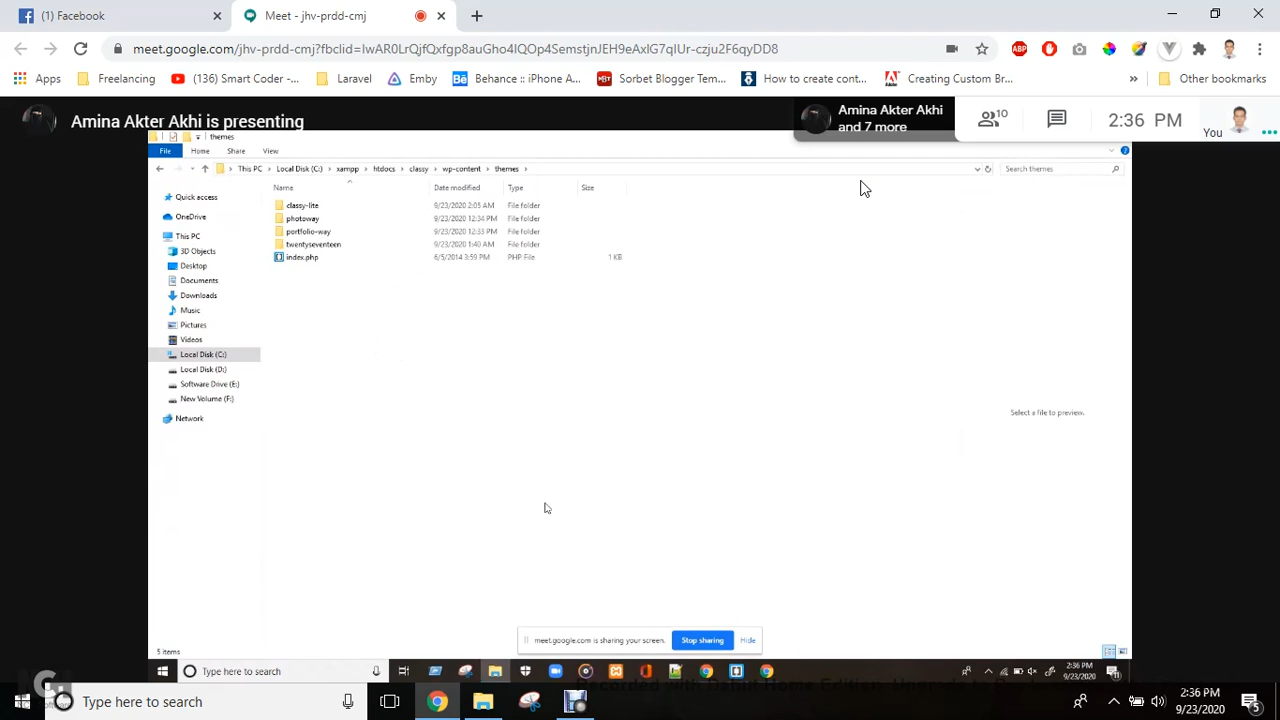 Facebook
Meet - jhv-prdd-cmj
meet.google.com/jhv-prdd-cmj?fbclid=IwAR0LrQjfQxfgp8auGho4IQOp4SemstjnJEH9eAxlG7qIUr-czju2F6qyDD8
Apps Freelancing (136) Smart Coder -... Laravel Emby Behance :: iPhone A... Sorbet Blogger Tem... How to create cont... Creating Custom Br... » Other bookmarks
Amina Akter Akhi is presenting
Amina Akter Akhi
and 7 more
10
2:36 PM
You
themes
File Home Share View
This PC › Local Disk (C:) › xampp › htdocs › classy › wp-content › themes ›
Search themes
Name Date modified Type Size
classy-lite 9/23/2020 2:05 AM File folder
photoway 9/23/2020 12:34 PM File folder
portfolio-way 9/23/2020 12:33 PM File folder
twentyseventeen 9/23/2020 1:40 AM File folder
index.php 6/5/2014 3:59 PM PHP File 1 KB
Quick access
OneDrive
This PC
3D Objects
Desktop
Documents
Downloads
Music
Pictures
Videos
Local Disk (C:)
Local Disk (D:)
Software Drive (E:)
New Volume (F:)
Network
Select a file to preview.
5 items
meet.google.com is sharing your screen.
Stop sharing
Hide
Type here to search
2:36 PM
9/23/2020
Recorded with Gilisoft Home Edition. Upgrade to
Type here to search
2:36 PM
9/23/2020
5